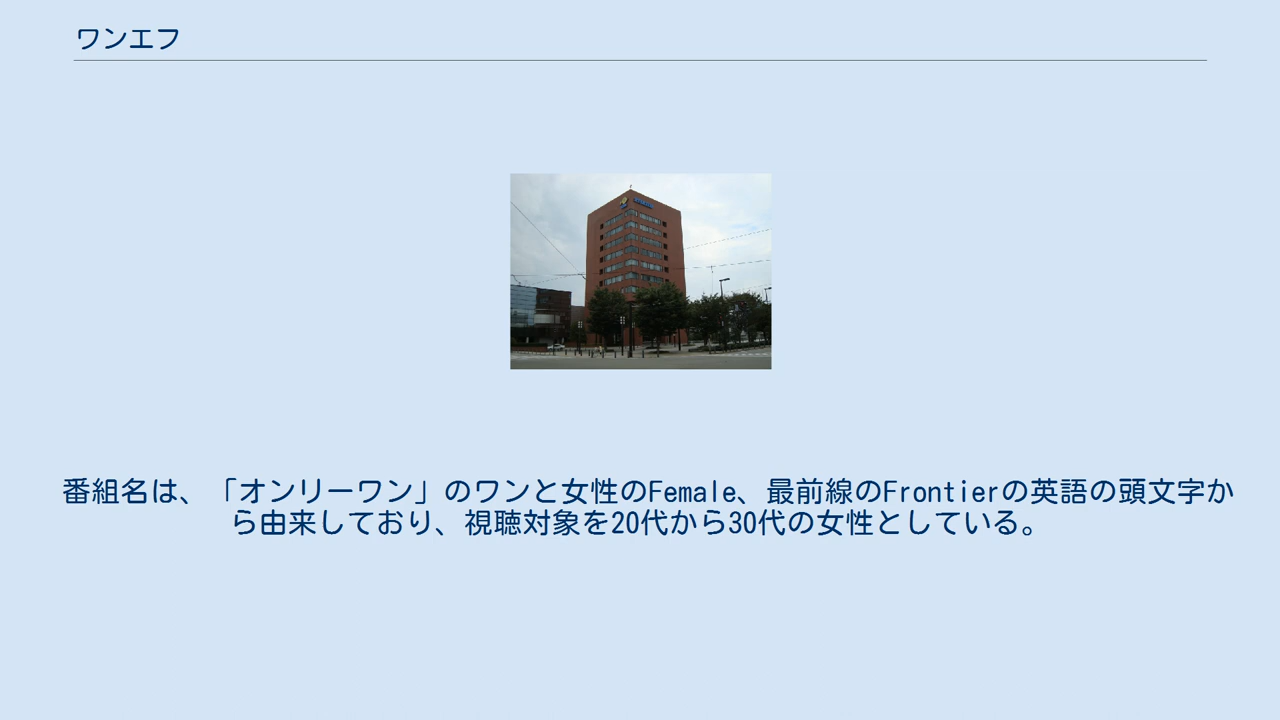 ワンエフ
番組名は、「オンリーワン」のワンと女性のFemale、最前線のFrontierの英語の頭文字か
ら由来しており、視聴対象を20代から30代の女性としている。